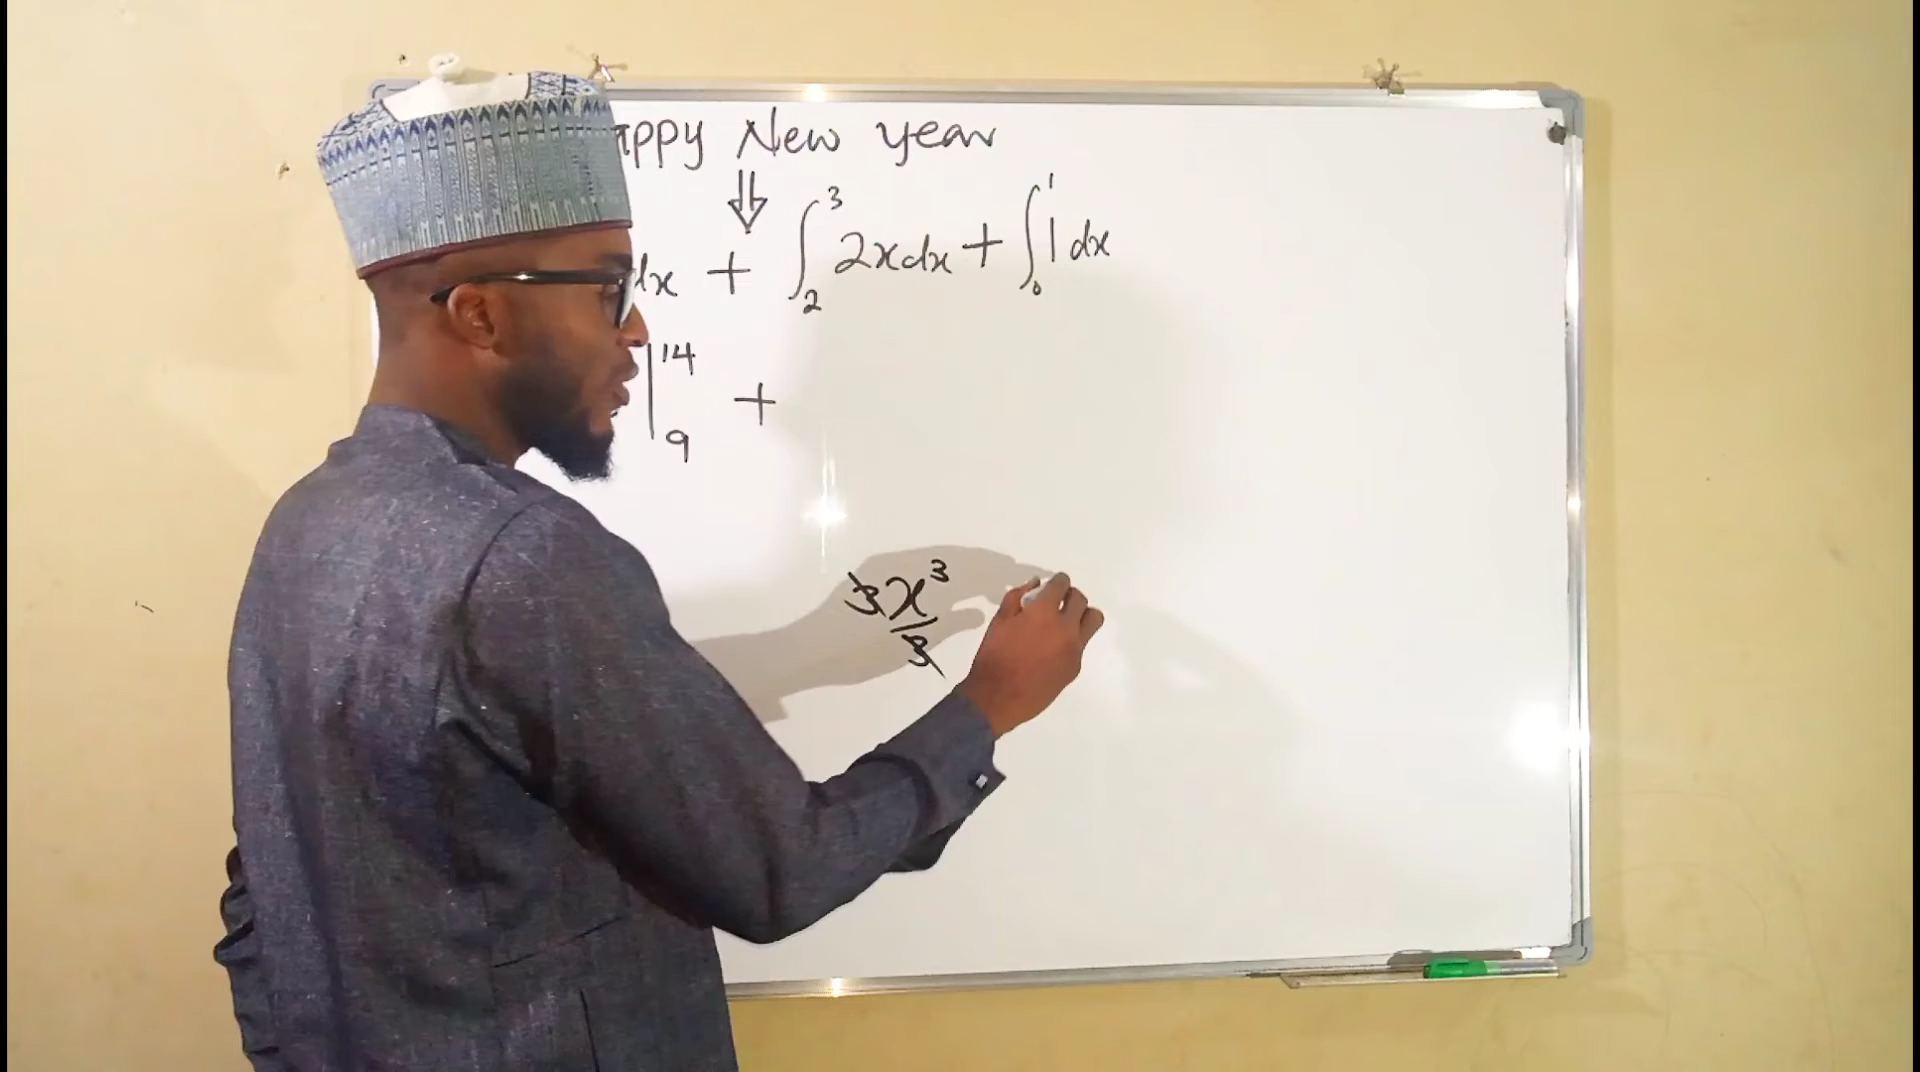 appy New year
⇓
dx + ∫₂³ 2xdx + ∫₀¹ 1 dx
|₉¹⁴ +
3x³/3